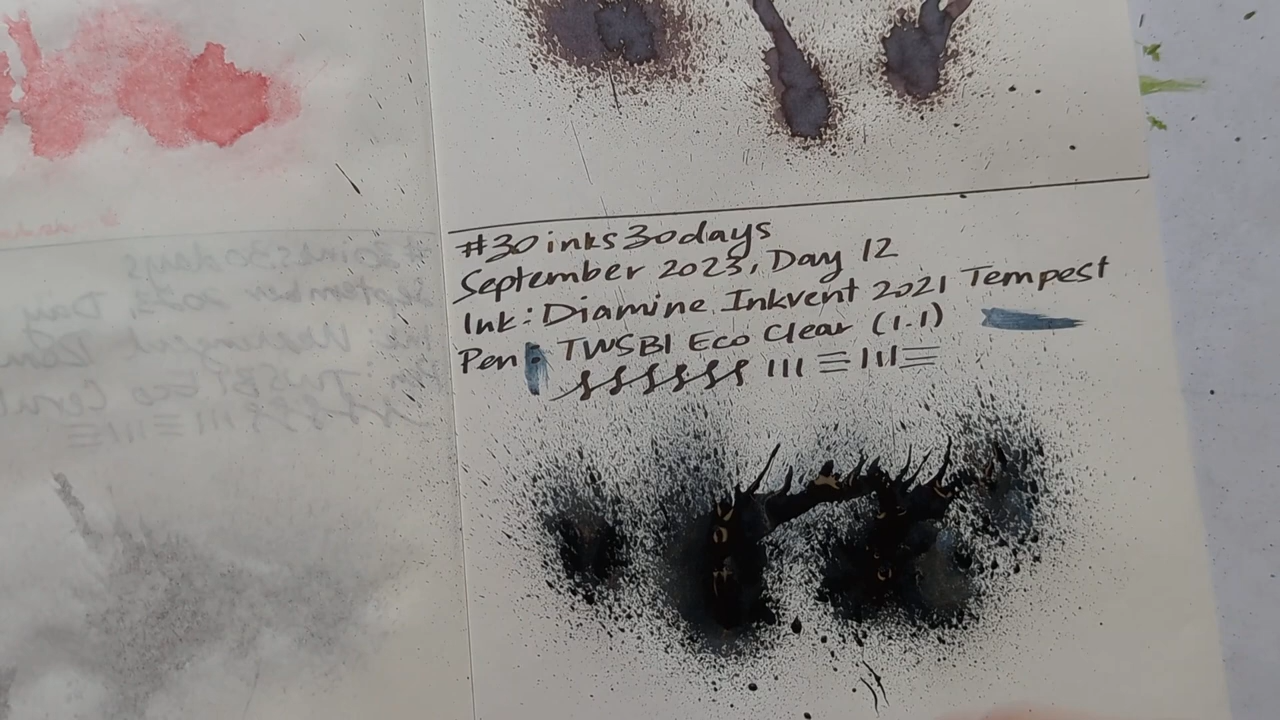 #30inks30days
September 2023, Day 12
Ink: Diamine Inkvent 2021 Tempest
Pen: TWSBI Eco Clear (1.1)